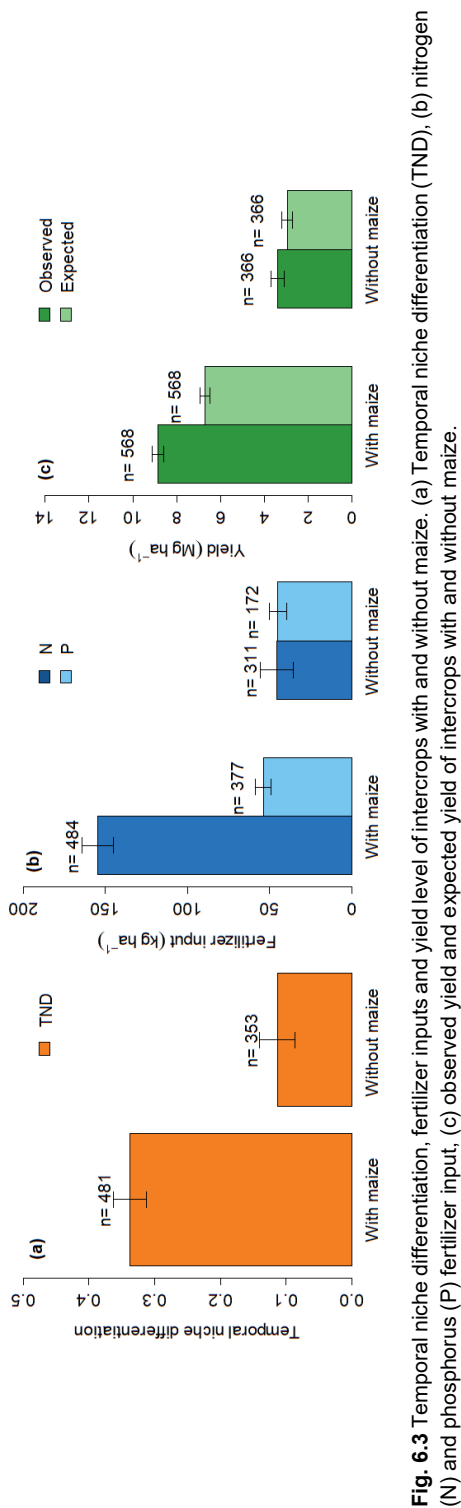 (a)
TND
Temporal niche differentiation
0.5
0.4
0.3
0.2
0.1
0.0
n= 481
n= 353
With maize
Without maize
(b)
N
P
Fertilizer input (kg ha⁻¹)
200
150
100
50
0
n= 484
n= 377
n= 311
n= 172
With maize
Without maize
(c)
Observed
Expected
Yield (Mg ha⁻¹)
14
12
10
8
6
4
2
0
n= 568
n= 568
n= 366
n= 366
With maize
Without maize
Fig. 6.3 Temporal niche differentiation, fertilizer inputs and yield level of intercrops with and without maize. (a) Temporal niche differentiation (TND), (b) nitrogen
(N) and phosphorus (P) fertilizer input, (c) observed yield and expected yield of intercrops with and without maize.